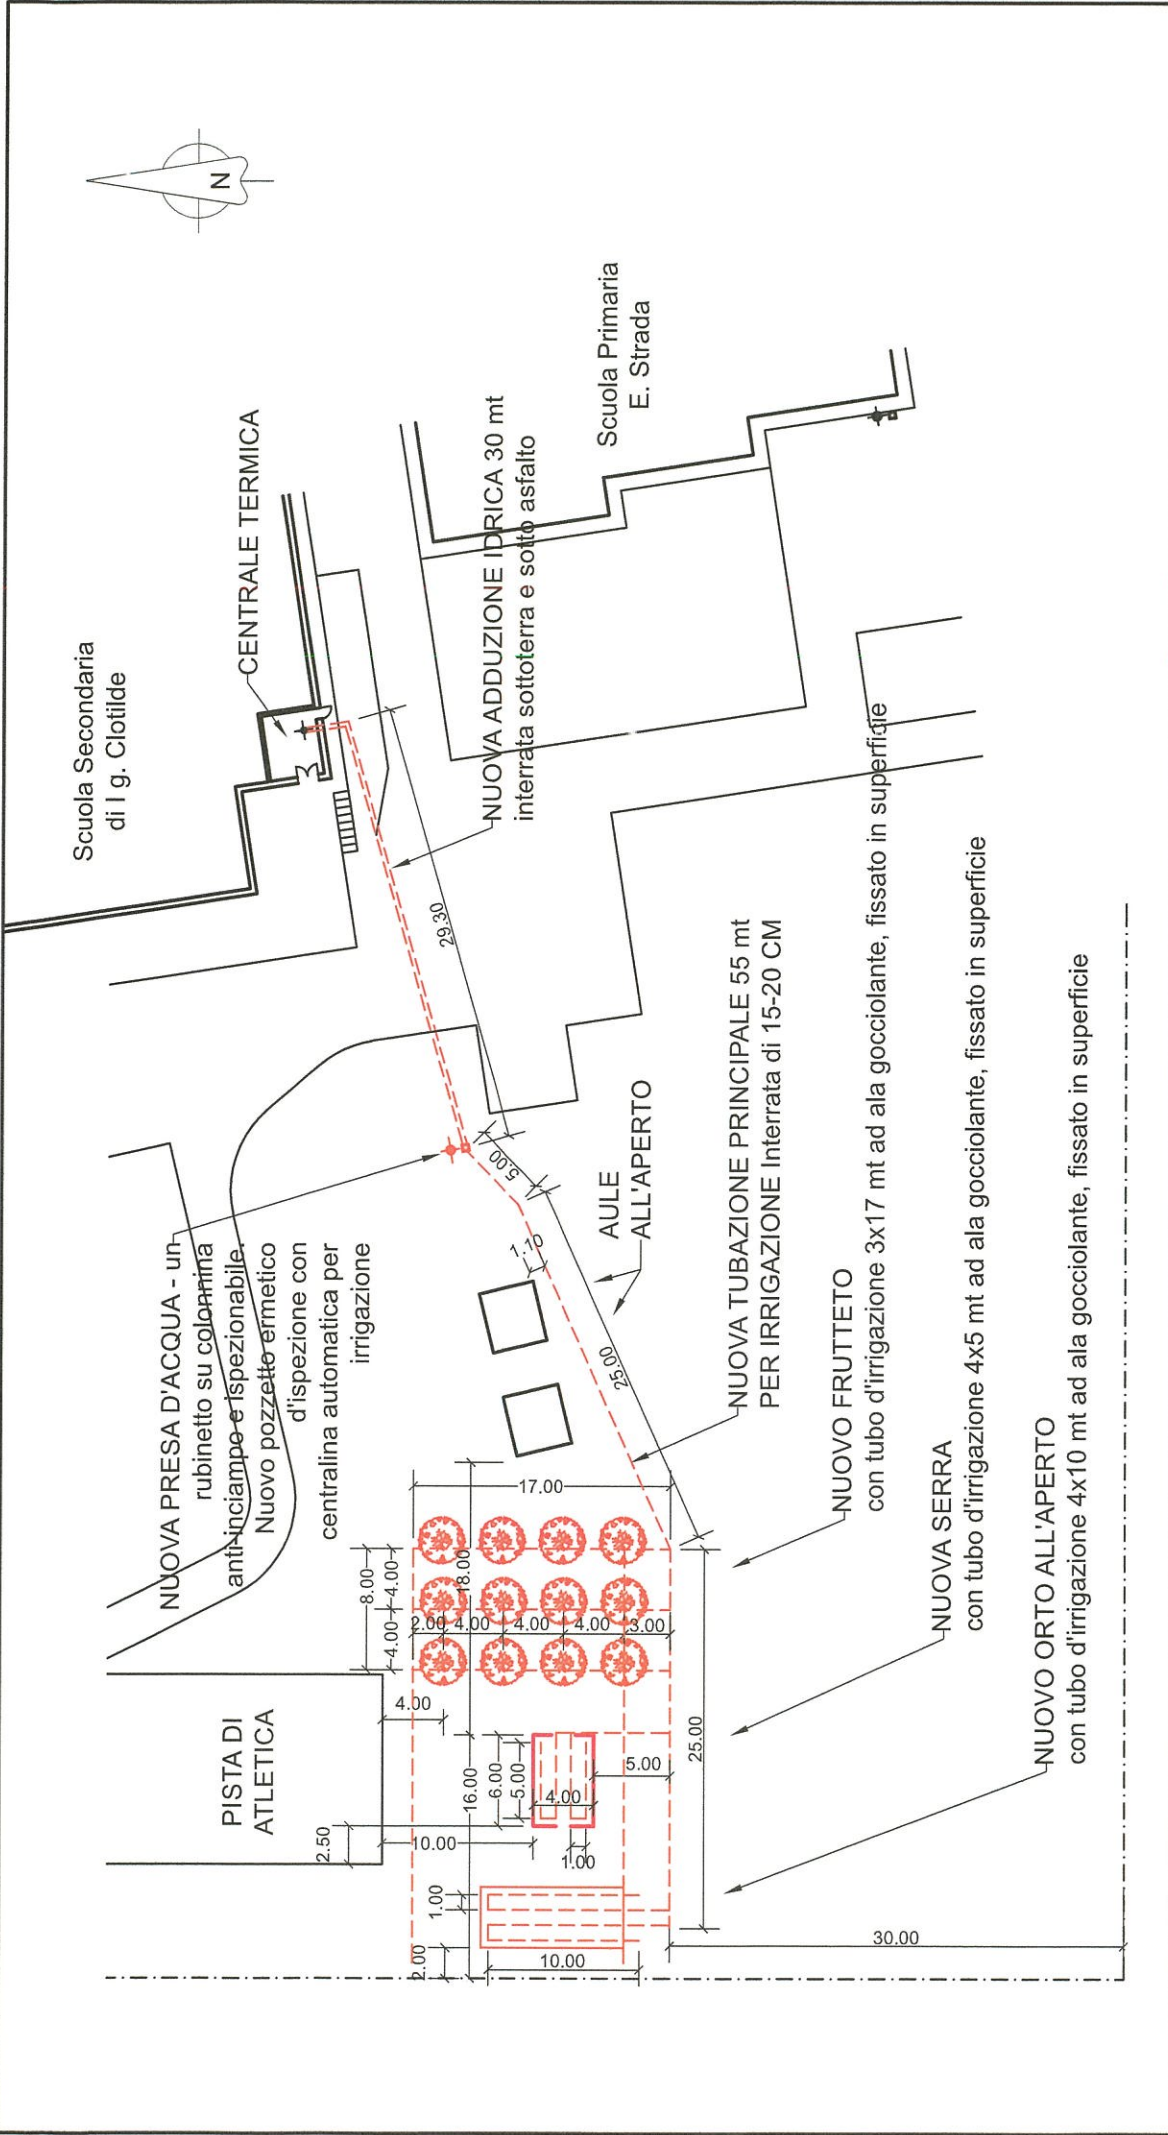 N
Scuola Secondaria
di I g. Clotilde
CENTRALE TERMICA
NUOVA ADDUZIONE IDRICA 30 mt
interrata sottoterra e sotto asfalto
Scuola Primaria
E. Strada
29.30
NUOVA PRESA D'ACQUA - un
rubinetto su colonnina
anti-inciampo e ispezionabile.
Nuovo pozzetto ermetico
d'ispezione con
centralina automatica per
irrigazione
5.00
1.10
AULE
ALL'APERTO
25.00
NUOVA TUBAZIONE PRINCIPALE 55 mt
PER IRRIGAZIONE Interrata di 15-20 CM
NUOVO FRUTTETO
con tubo d'irrigazione 3x17 mt ad ala gocciolante, fissato in superficie
NUOVA SERRA
con tubo d'irrigazione 4x5 mt ad ala gocciolante, fissato in superficie
NUOVO ORTO ALL'APERTO
con tubo d'irrigazione 4x10 mt ad ala gocciolante, fissato in superficie
PISTA DI
ATLETICA
17.00
8.00
4.00
4.00
18.00
2.00
4.00
4.00
4.00
3.00
4.00
16.00
6.00
5.00
4.00
5.00
25.00
2.50
10.00
1.00
1.00
2.00
10.00
30.00